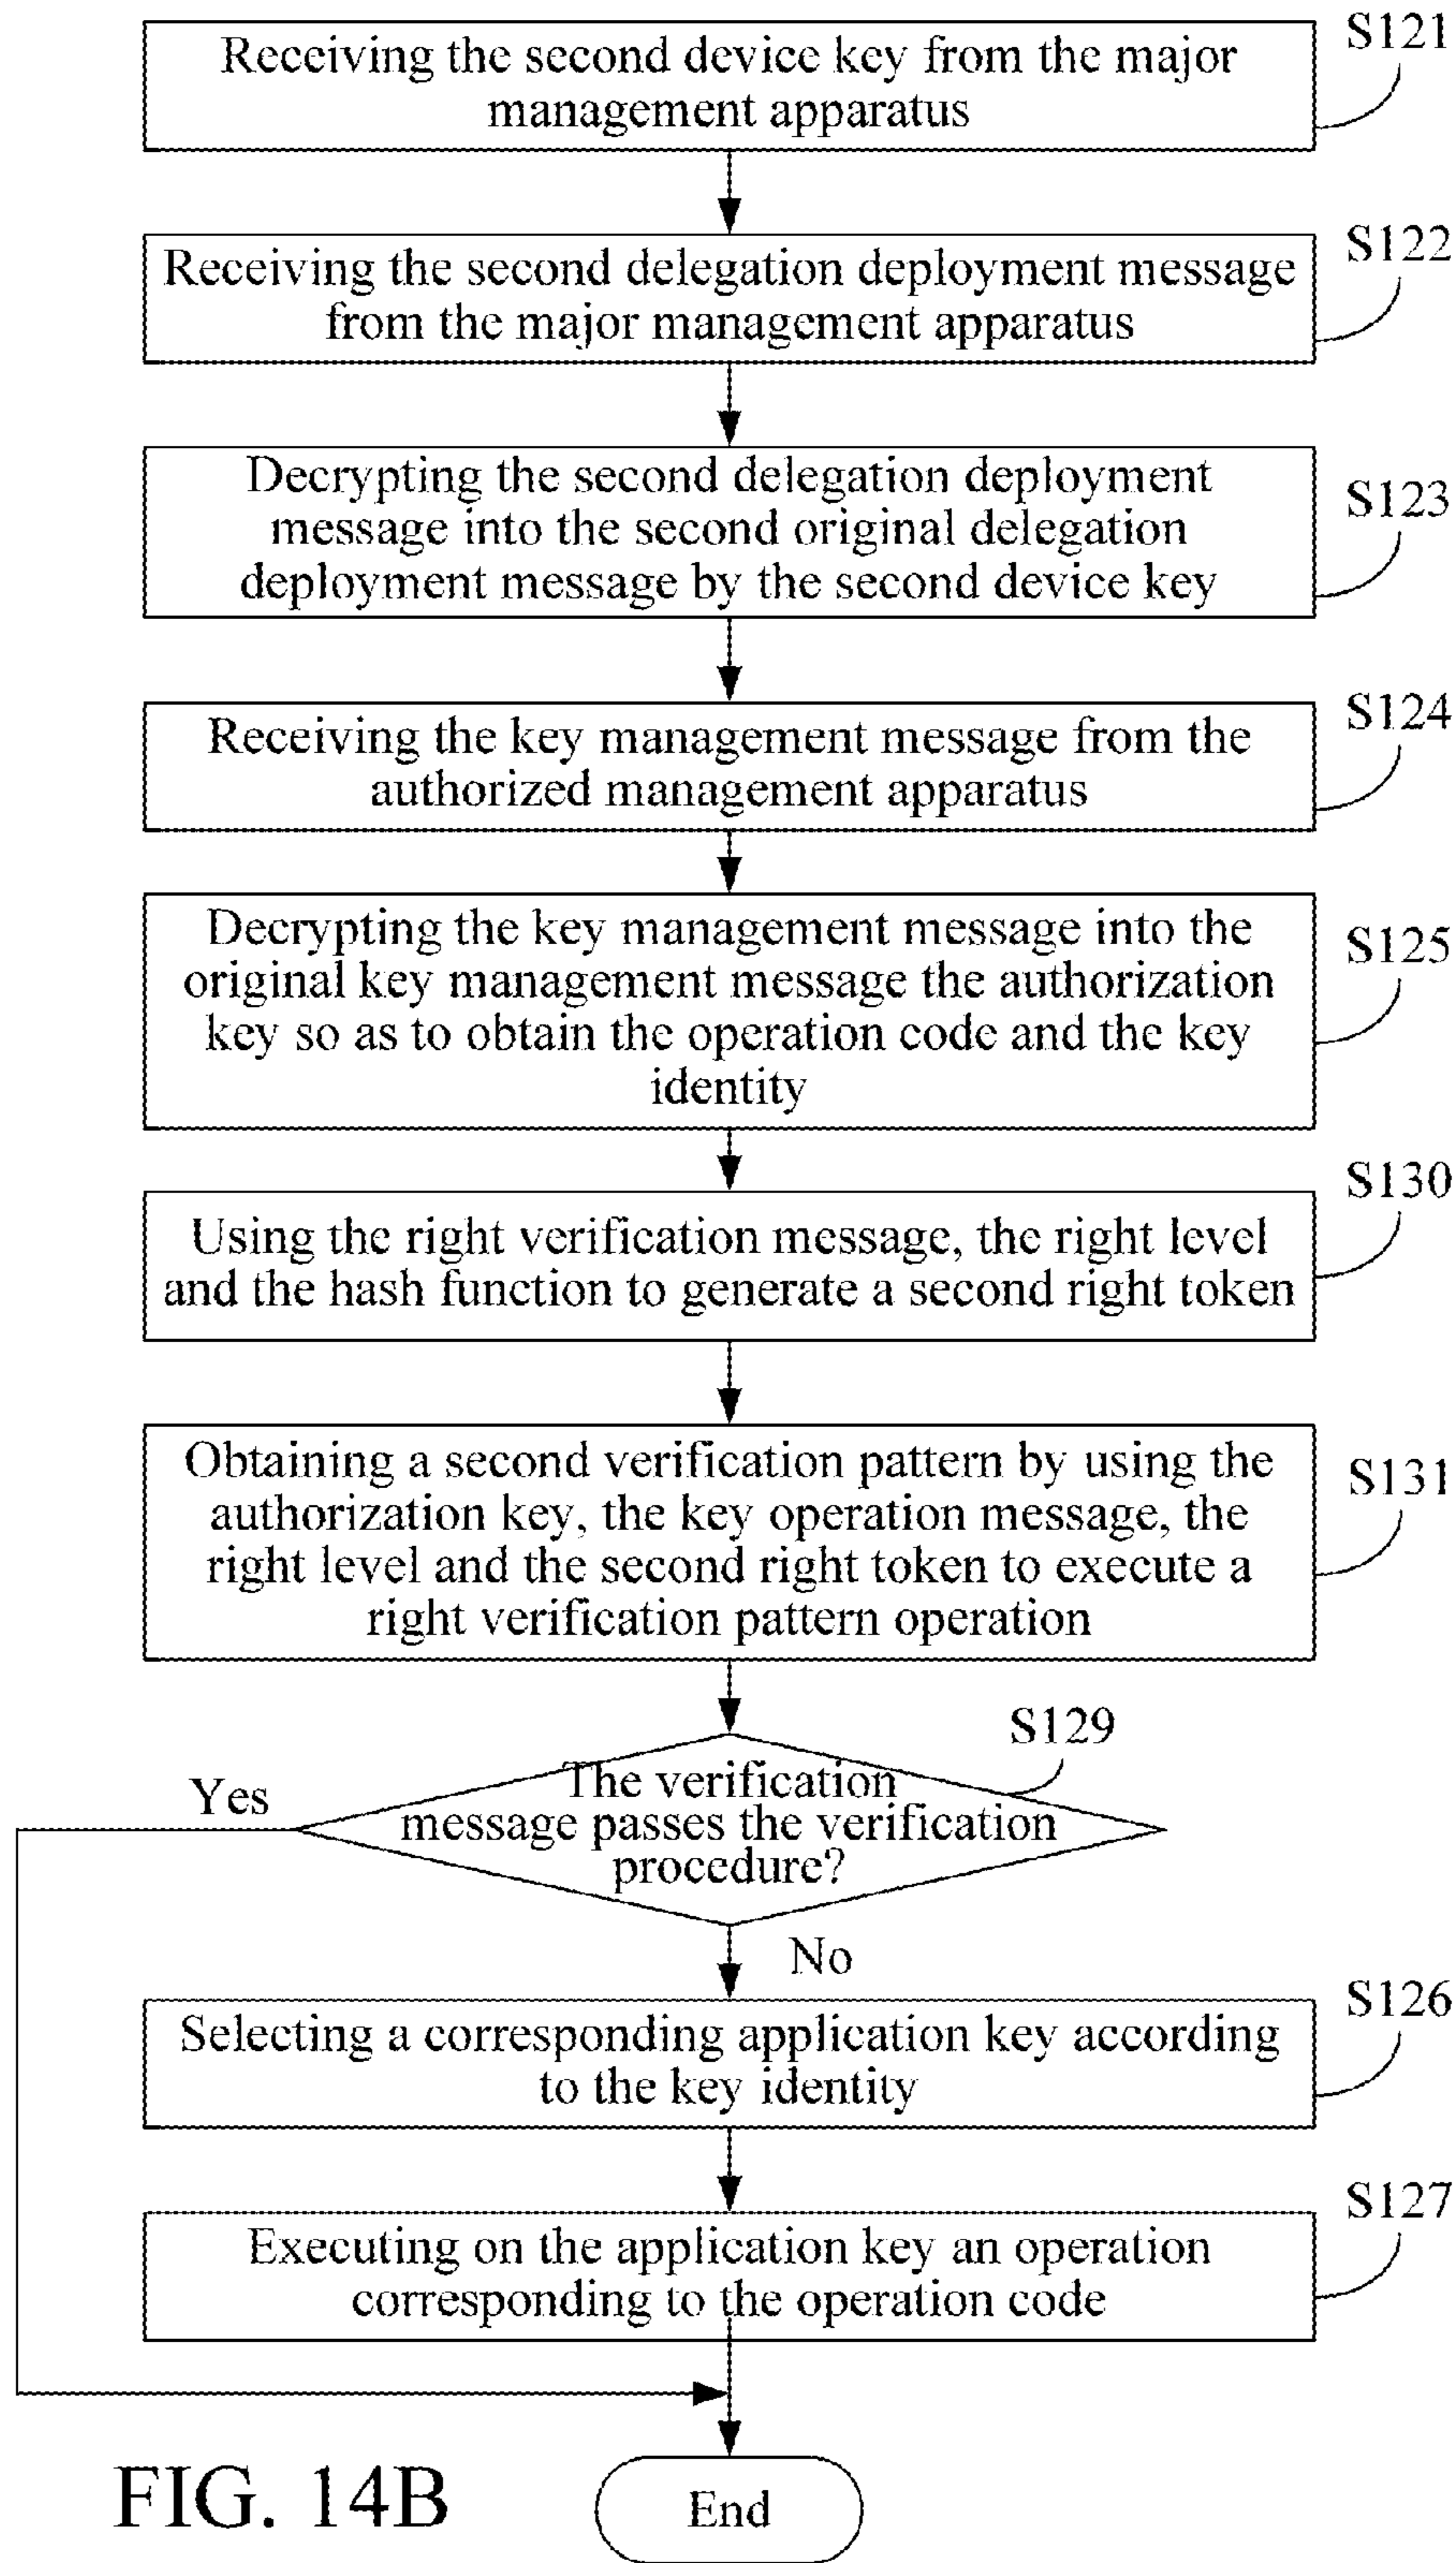 S121
Receiving the second device key from the major
management apparatus
S122
Receiving the second delegation deployment message
from the major management apparatus
S123
Decrypting the second delegation deployment
message into the second original delegation
deployment message by the second device key
S124
Receiving the key management message from the
authorized management apparatus
S125
Decrypting the key management message into the
original key management message the authorization
key so as to obtain the operation code and the key
identity
S130
Using the right verification message, the right level
and the hash function to generate a second right token
S131
Obtaining a second verification pattern by using the
authorization key, the key operation message, the
right level and the second right token to execute a
right verification pattern operation
S129
Yes
The verification
message passes the verification
procedure?
No
S126
Selecting a corresponding application key according
to the key identity
S127
Executing on the application key an operation
corresponding to the operation code
End
FIG. 14B